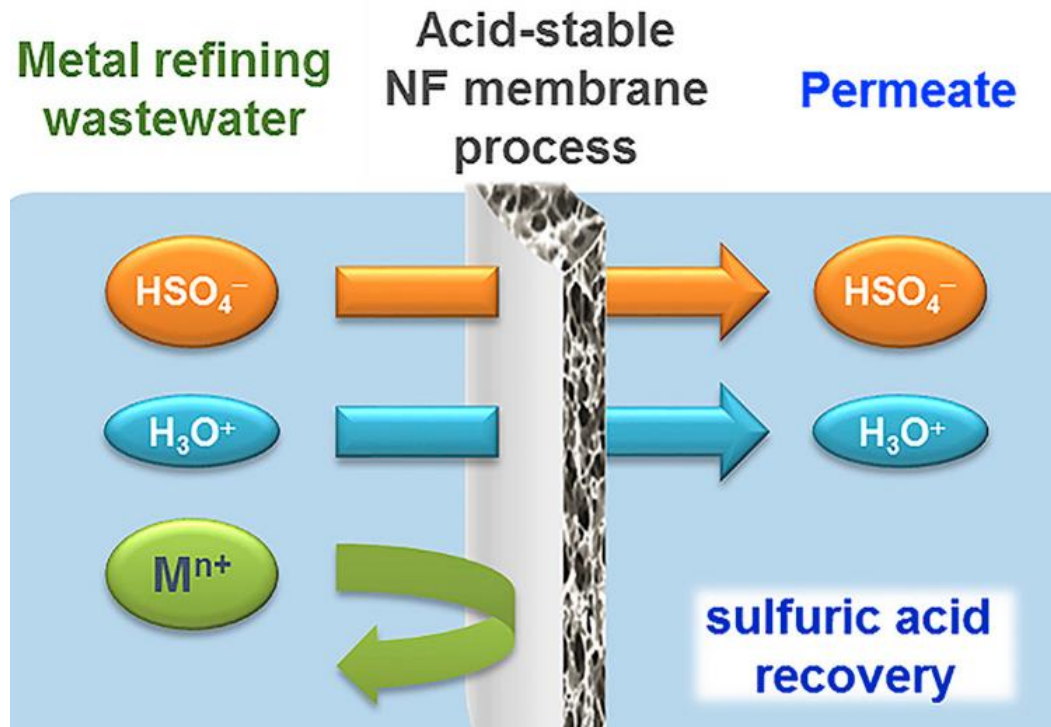 Metal refining
wastewater
Acid-stable
NF membrane
process
Permeate
HSO₄⁻
HSO₄⁻
H₃O⁺
H₃O⁺
Mⁿ⁺
sulfuric acid
recovery